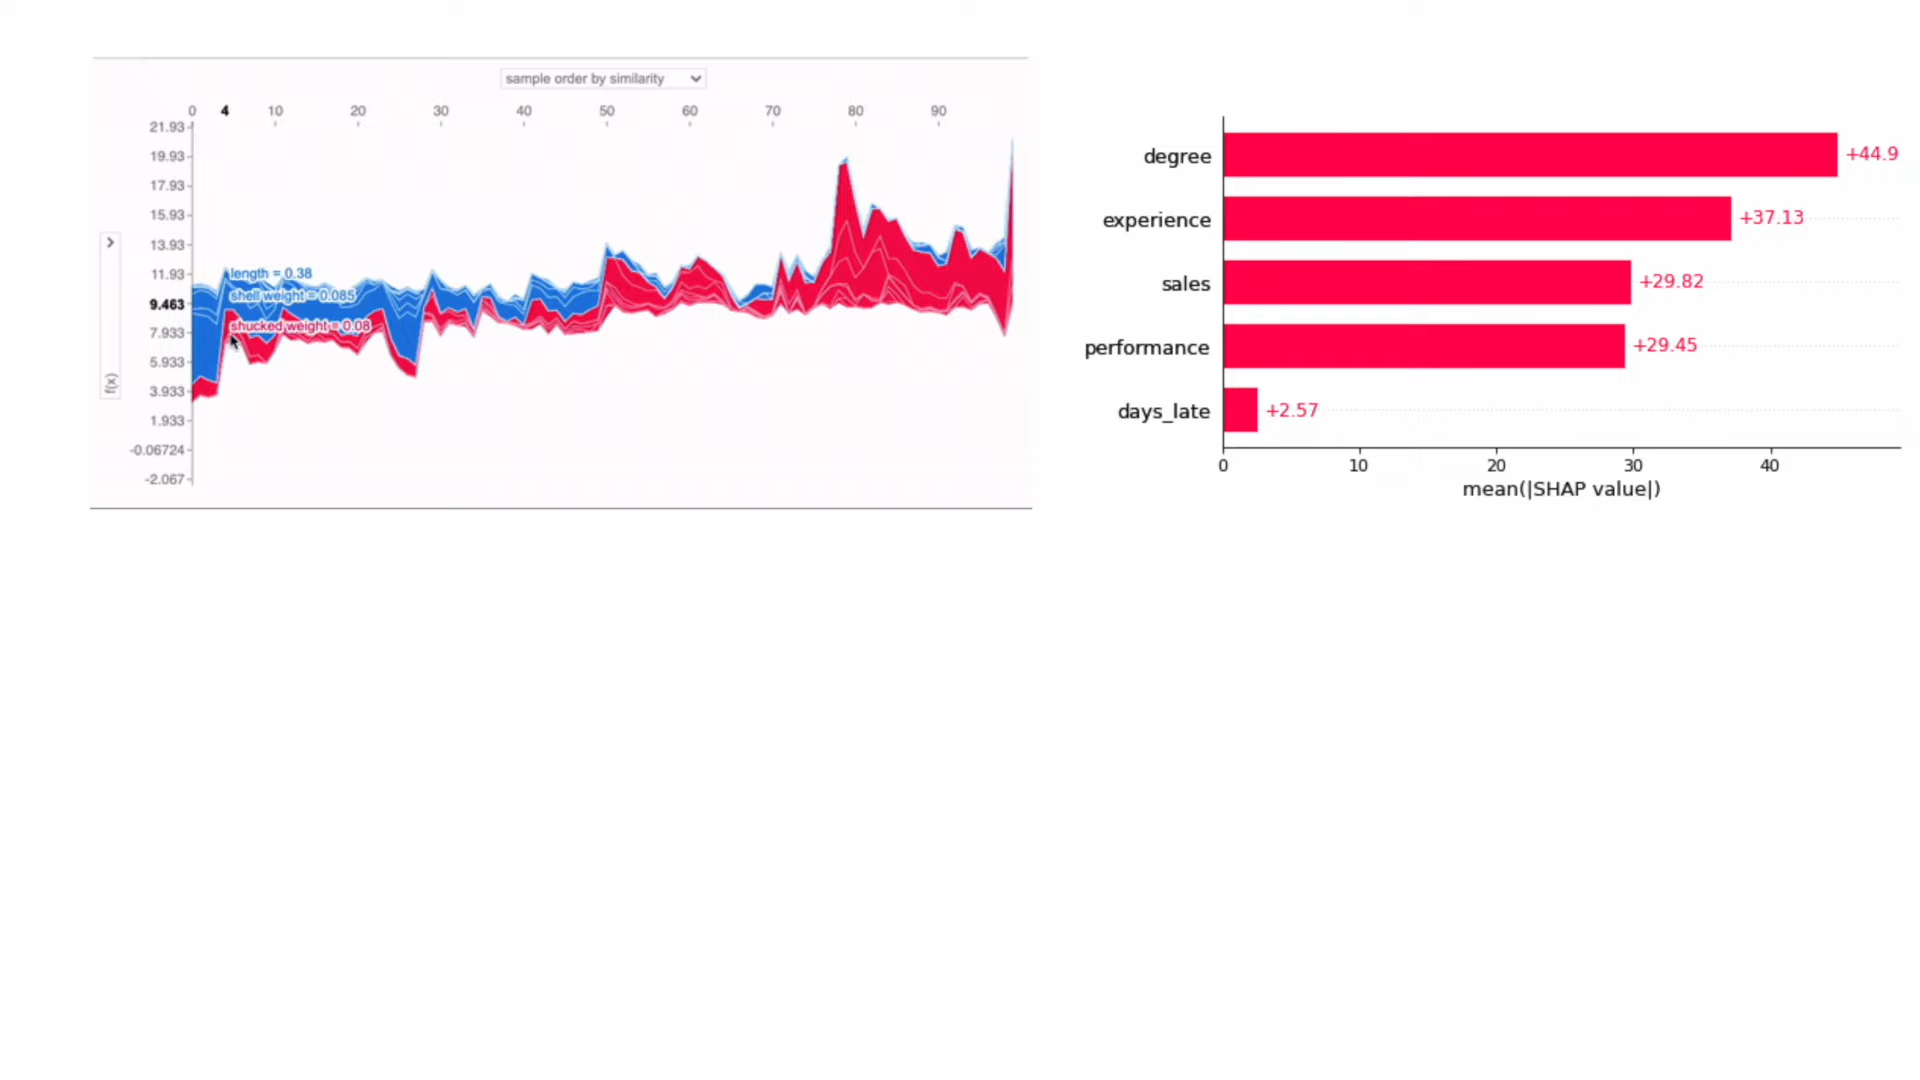 sample order by similarity
0 4 10 20 30 40 50 60 70 80 90
21.93
19.93
17.93
15.93
13.93
11.93
9.463
7.933
5.933
3.933
1.933
-0.06724
-2.067
f(x)
length = 0.38
shell weight = 0.085
shucked weight = 0.08
degree +44.9
experience +37.13
sales +29.82
performance +29.45
days_late +2.57
0 10 20 30 40
mean(|SHAP value|)